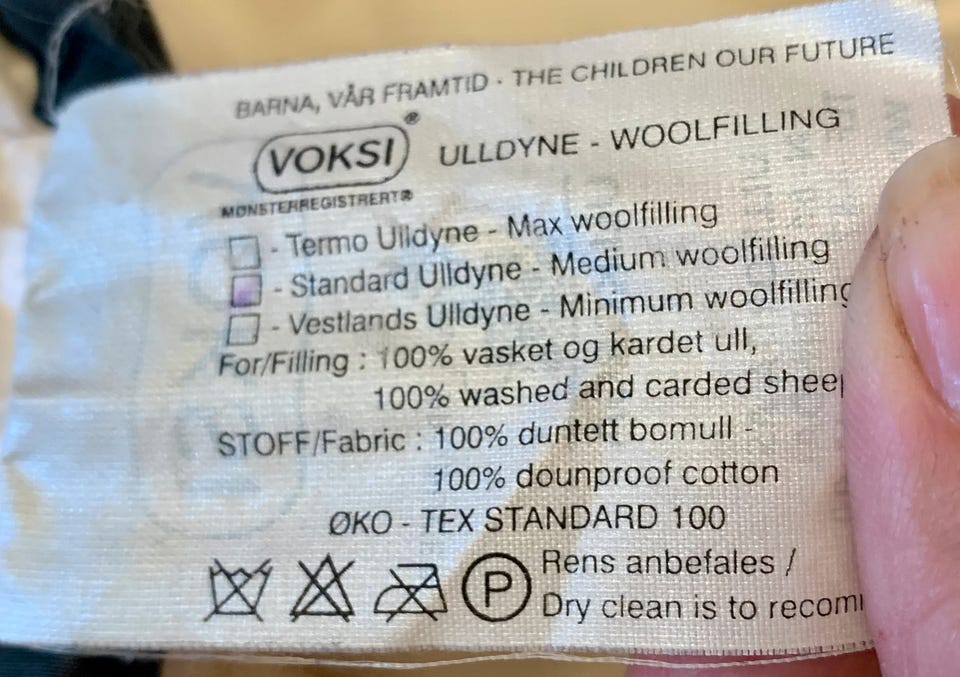 BARNA, VÅR FRAMTID · THE CHILDREN OUR FUTURE
VOKSI® ULLDYNE - WOOLFILLING
MØNSTERREGISTRERT®
- Termo Ulldyne - Max woolfilling
- Standard Ulldyne - Medium woolfilling
- Vestlands Ulldyne - Minimum woolfilling
For/Filling : 100% vasket og kardet ull,
100% washed and carded
STOFF/Fabric : 100% duntett bomull -
100% dounproof cotton
ØKO - TEX STANDARD 100
P Rens anbefales /
Dry clean is to